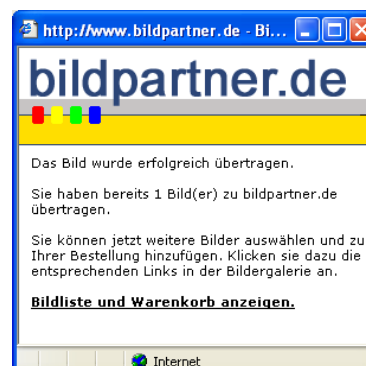 http://www.bildpartner.de - Bi...
bildpartner.de
Das Bild wurde erfolgreich übertragen.
Sie haben bereits 1 Bild(er) zu bildpartner.de
übertragen.
Sie können jetzt weitere Bilder auswählen und zu
Ihrer Bestellung hinzufügen. Klicken sie dazu die
entsprechenden Links in der Bildergalerie an.
Bildliste und Warenkorb anzeigen.
Internet